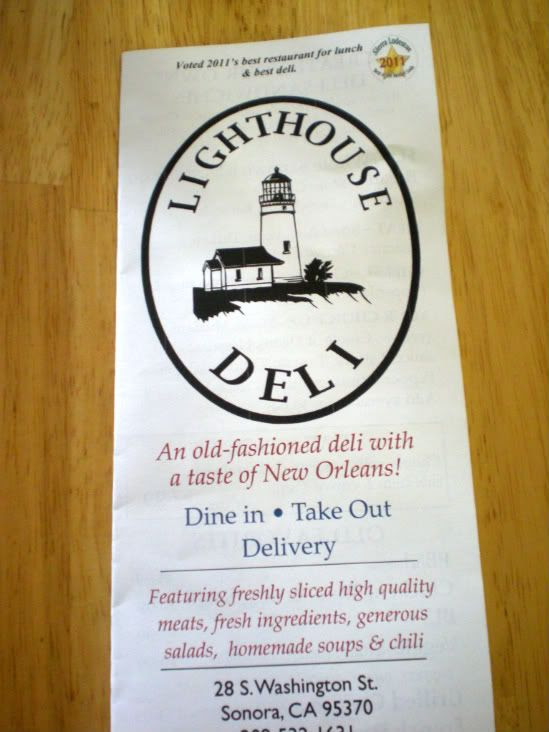 Voted 2011's best restaurant for lunch
& best deli.
2011
LIGHTHOUSE
DELI
An old-fashioned deli with
a taste of New Orleans!
Dine in • Take Out
Delivery
Featuring freshly sliced high quality
meats, fresh ingredients, generous
salads, homemade soups & chili
28 S. Washington St.
Sonora, CA 95370